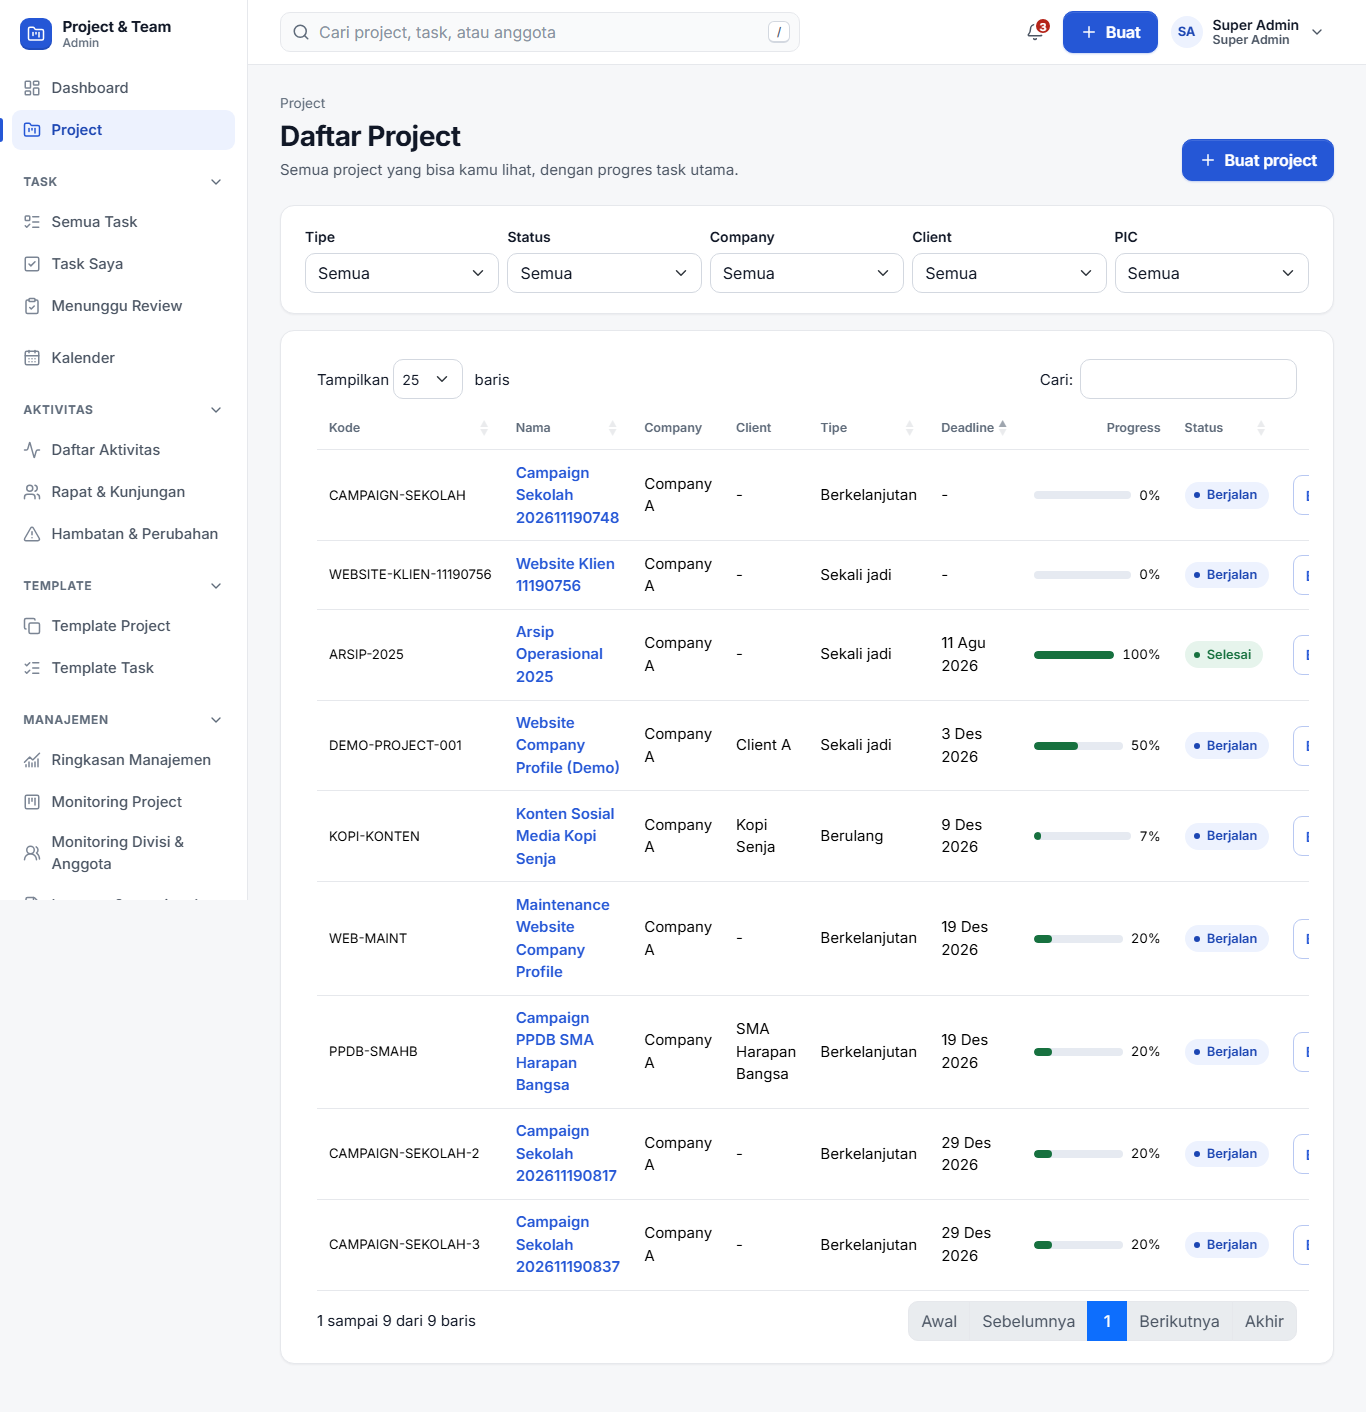 Project & Team
Admin
Cari project, task, atau anggota
/
3
Buat
SA
Super Admin
Super Admin
Dashboard
Project
TASK
Semua Task
Task Saya
Menunggu Review
Kalender
AKTIVITAS
Daftar Aktivitas
Rapat & Kunjungan
Hambatan & Perubahan
TEMPLATE
Template Project
Template Task
MANAJEMEN
Ringkasan Manajemen
Monitoring Project
Monitoring Divisi &
Anggota
Project
Daftar Project
Semua project yang bisa kamu lihat, dengan progres task utama.
Buat project
Tipe Status Company Client PIC
Semua Semua Semua Semua Semua
Tampilkan 25 baris Cari:
Kode Nama Company Client Tipe Deadline Progress Status
CAMPAIGN-SEKOLAH
Campaign
Sekolah
202611190748
Company
A
-
Berkelanjutan
-
0%
Berjalan
WEBSITE-KLIEN-11190756
Website Klien
11190756
Company
A
-
Sekali jadi
-
0%
Berjalan
ARSIP-2025
Arsip
Operasional
2025
Company
A
-
Sekali jadi
11 Agu
2026
100%
Selesai
DEMO-PROJECT-001
Website
Company
Profile (Demo)
Company
A
Client A
Sekali jadi
3 Des
2026
50%
Berjalan
KOPI-KONTEN
Konten Sosial
Media Kopi
Senja
Company
A
Kopi
Senja
Berulang
9 Des
2026
7%
Berjalan
WEB-MAINT
Maintenance
Website
Company
Profile
Company
A
-
Berkelanjutan
19 Des
2026
20%
Berjalan
PPDB-SMAHB
Campaign
PPDB SMA
Harapan
Bangsa
Company
A
SMA
Harapan
Bangsa
Berkelanjutan
19 Des
2026
20%
Berjalan
CAMPAIGN-SEKOLAH-2
Campaign
Sekolah
202611190817
Company
A
-
Berkelanjutan
29 Des
2026
20%
Berjalan
CAMPAIGN-SEKOLAH-3
Campaign
Sekolah
202611190837
Company
A
-
Berkelanjutan
29 Des
2026
20%
Berjalan
1 sampai 9 dari 9 baris
Awal Sebelumnya 1 Berikutnya Akhir